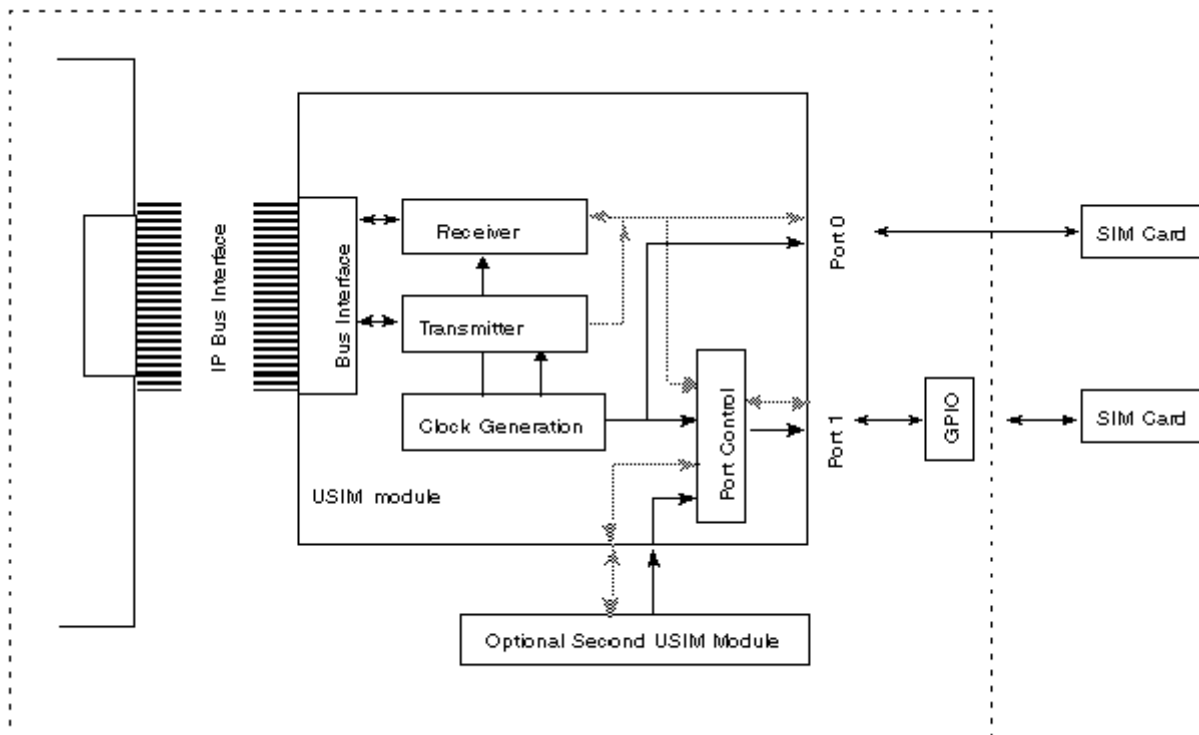 IP Bus Interface
Bus Interface
Receiver
Transmitter
Clock Generation
USIM module
Port Control
Port 0
Port 1
GPIO
SIM Card
SIM Card
Optional Second USIM Module